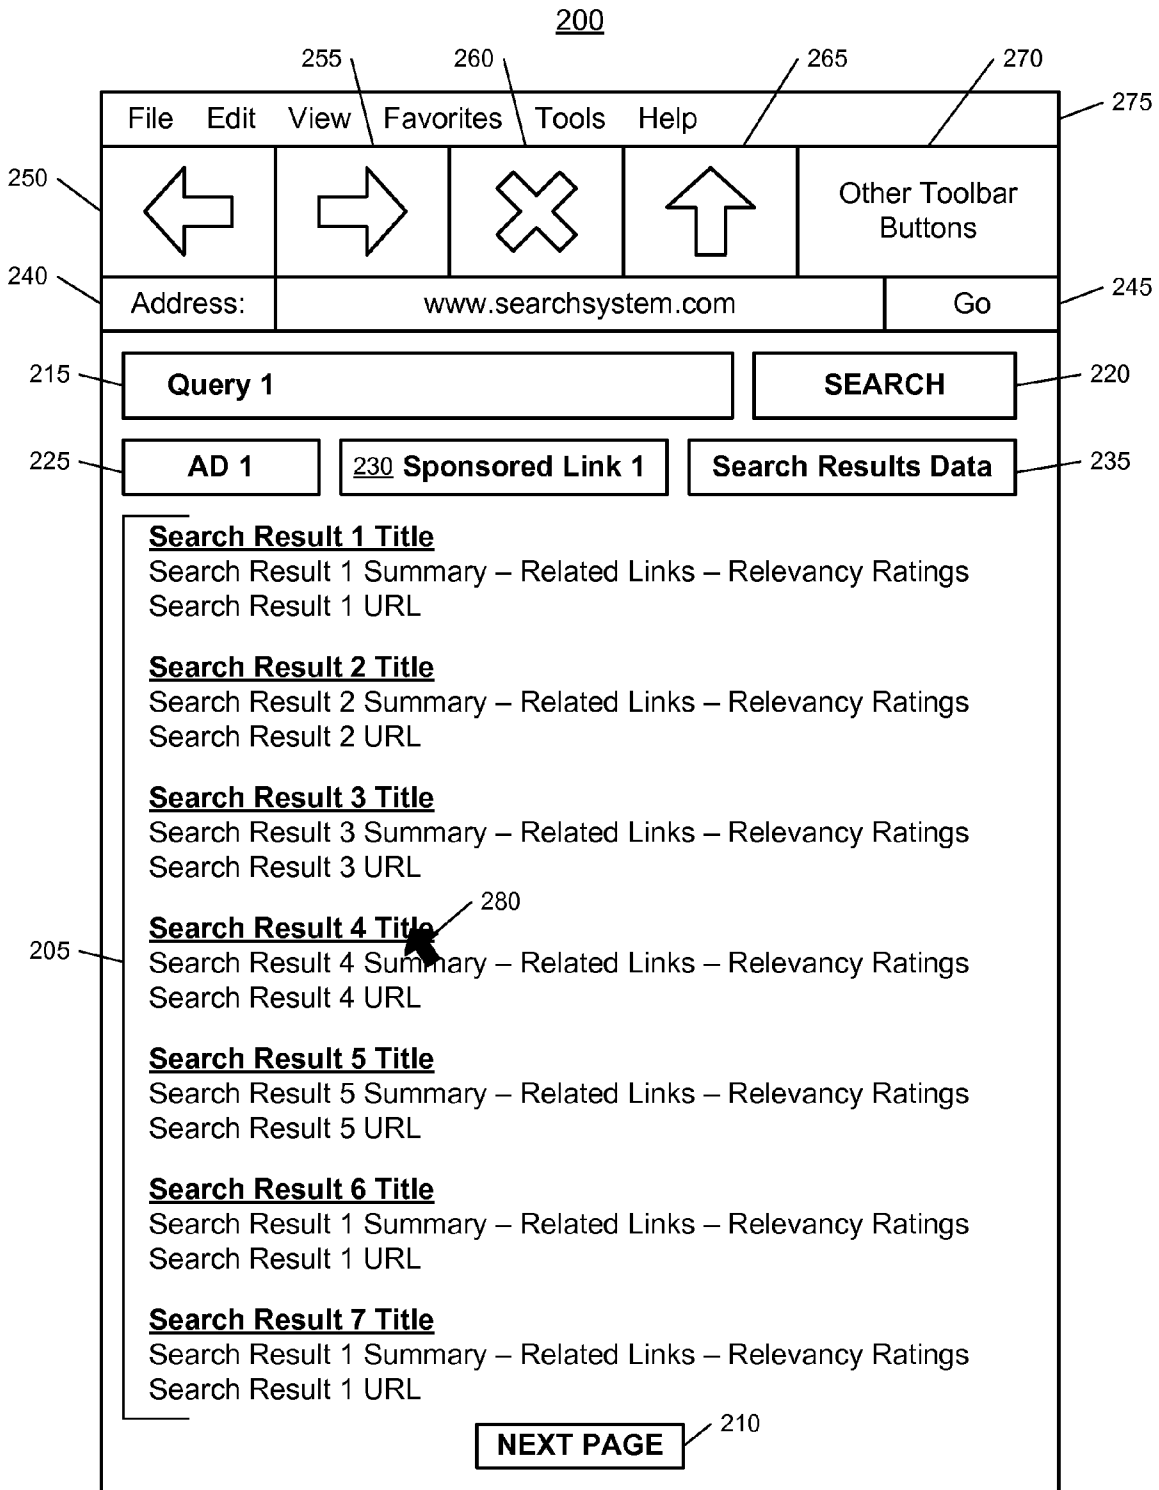 200
255 260 265 270
File Edit View Favorites Tools Help 275
250
Other Toolbar
Buttons
240 Address: www.searchsystem.com Go 245
215 Query 1 SEARCH 220
225 AD 1 230 Sponsored Link 1 Search Results Data 235
Search Result 1 Title
Search Result 1 Summary – Related Links – Relevancy Ratings
Search Result 1 URL
Search Result 2 Title
Search Result 2 Summary – Related Links – Relevancy Ratings
Search Result 2 URL
Search Result 3 Title
Search Result 3 Summary – Related Links – Relevancy Ratings
Search Result 3 URL
280
Search Result 4 Title
205 Search Result 4 Summary – Related Links – Relevancy Ratings
Search Result 4 URL
Search Result 5 Title
Search Result 5 Summary – Related Links – Relevancy Ratings
Search Result 5 URL
Search Result 6 Title
Search Result 1 Summary – Related Links – Relevancy Ratings
Search Result 1 URL
Search Result 7 Title
Search Result 1 Summary – Related Links – Relevancy Ratings
Search Result 1 URL
NEXT PAGE 210